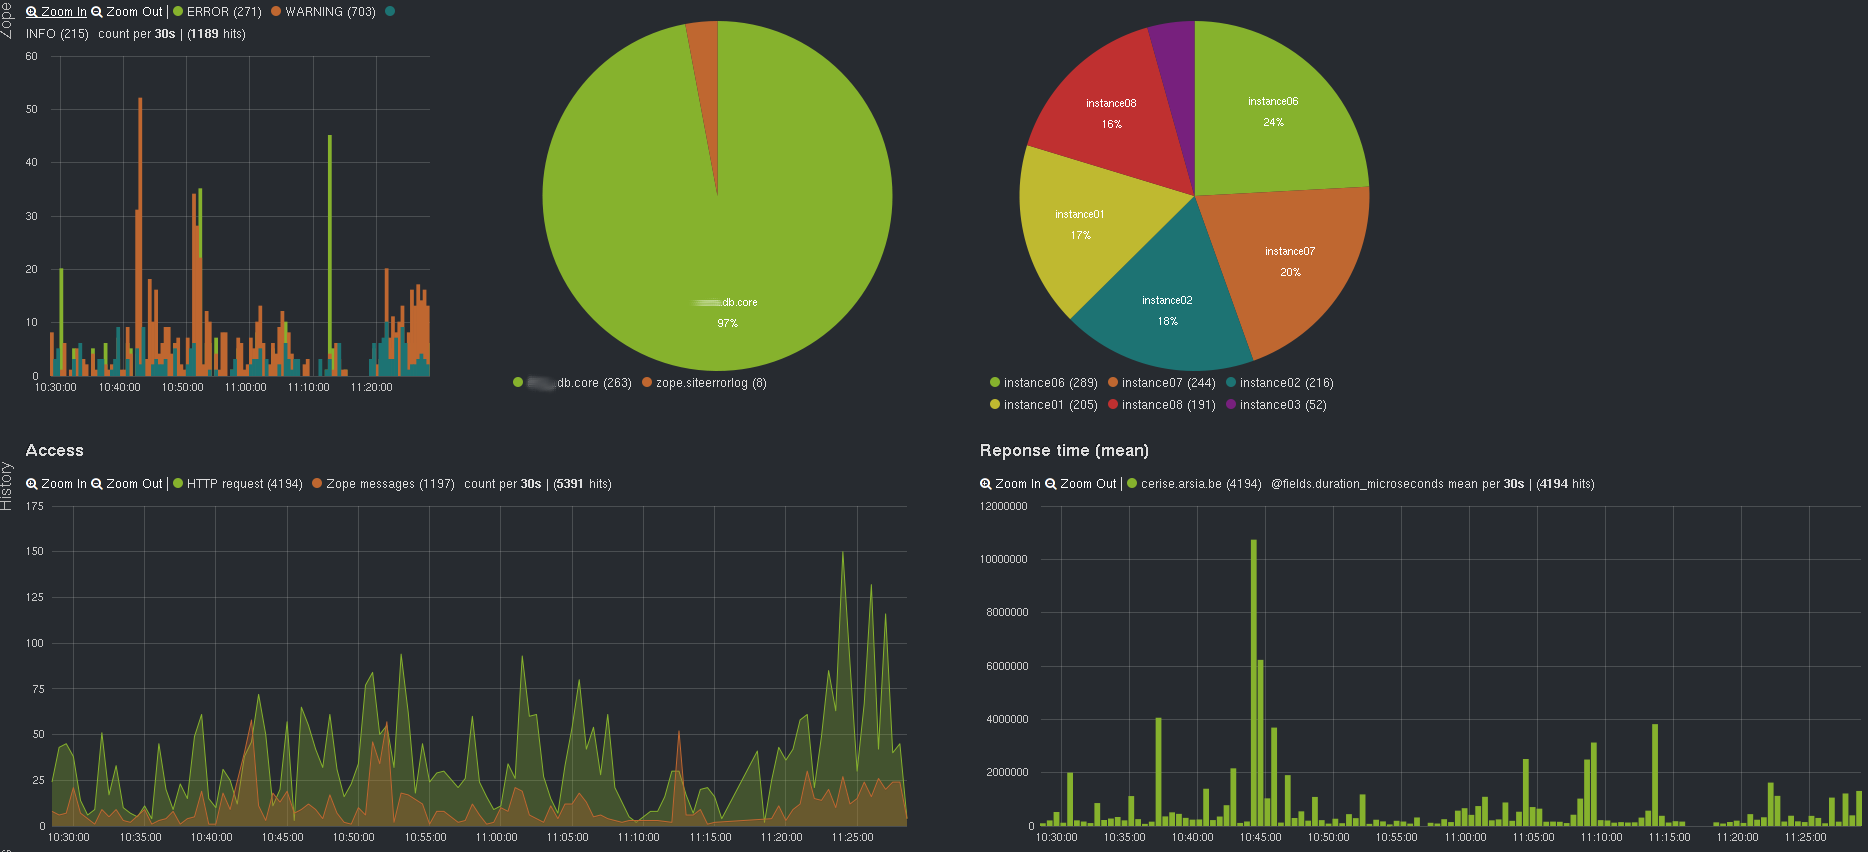 Zope
Zoom In Zoom Out | ERROR (271) WARNING (703)
INFO (215) count per 30s | (1189 hits)
60
50
40
30
20
10
0
10:30:00 10:40:00 10:50:00 11:00:00 11:10:00 11:20:00
.db.core
97%
db.core (263) zope.siteerrorlog (8)
instance06
24%
instance07
20%
instance02
18%
instance01
17%
instance08
16%
instance06 (289) instance07 (244) instance02 (216)
instance01 (205) instance08 (191) instance03 (52)
History
Access
Zoom In Zoom Out | HTTP request (4194) Zope messages (1197) count per 30s | (5391 hits)
175
150
125
100
75
50
25
0
10:30:00 10:35:00 10:40:00 10:45:00 10:50:00 10:55:00 11:00:00 11:05:00 11:10:00 11:15:00 11:20:00 11:25:00
Reponse time (mean)
Zoom In Zoom Out | cerise.arsia.be (4194) @fields.duration_microseconds mean per 30s | (4194 hits)
12000000
10000000
8000000
6000000
4000000
2000000
0
10:30:00 10:35:00 10:40:00 10:45:00 10:50:00 10:55:00 11:00:00 11:05:00 11:10:00 11:15:00 11:20:00 11:25:00